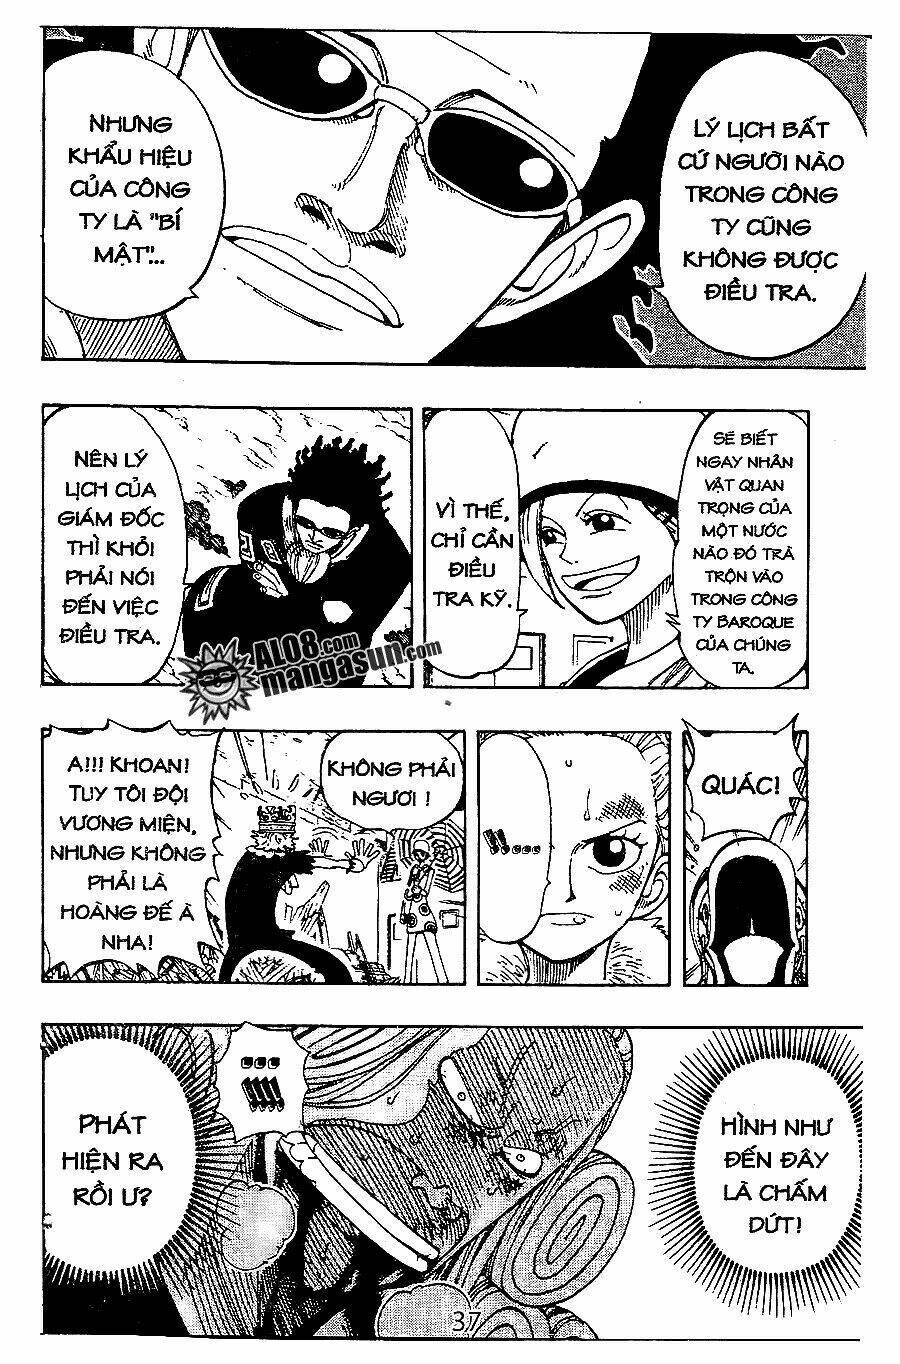 LÝ LỊCH BẤT
CỨ NGƯỜI NÀO
TRONG CÔNG
TY CŨNG
KHÔNG ĐƯỢC
ĐIỀU TRA.
NHƯNG
KHẨU HIỆU
CỦA CÔNG
TY LÀ "BÍ
MẬT"...
SẼ BIẾT
NGAY NHÂN
VẬT QUAN
TRỌNG CỦA
MỘT NƯỚC
NÀO ĐÓ TRÀ
TRỘN VÀO
TRONG CÔNG
TY BAROQUE
CỦA CHÚNG
TA.
VÌ THẾ,
CHỈ CẦN
ĐIỀU
TRA KỸ.
NÊN LÝ
LỊCH CỦA
GIÁM ĐỐC
THÌ KHỎI
PHẢI NÓI
ĐẾN VIỆC
ĐIỀU TRA.
AL08.com
mangasun.com
QUÁC!
!!....
KHÔNG PHẢI
NGƯƠI !
A!!! KHOAN!
TUY TÔI ĐỘI
VƯƠNG MIỆN,
NHƯNG KHÔNG
PHẢI LÀ
HOÀNG ĐẾ À
NHA!
HÌNH NHƯ
ĐẾN ĐÂY
LÀ CHẤM
DỨT!
...
!!!!
PHÁT
HIỆN RA
RỒI Ư?
37